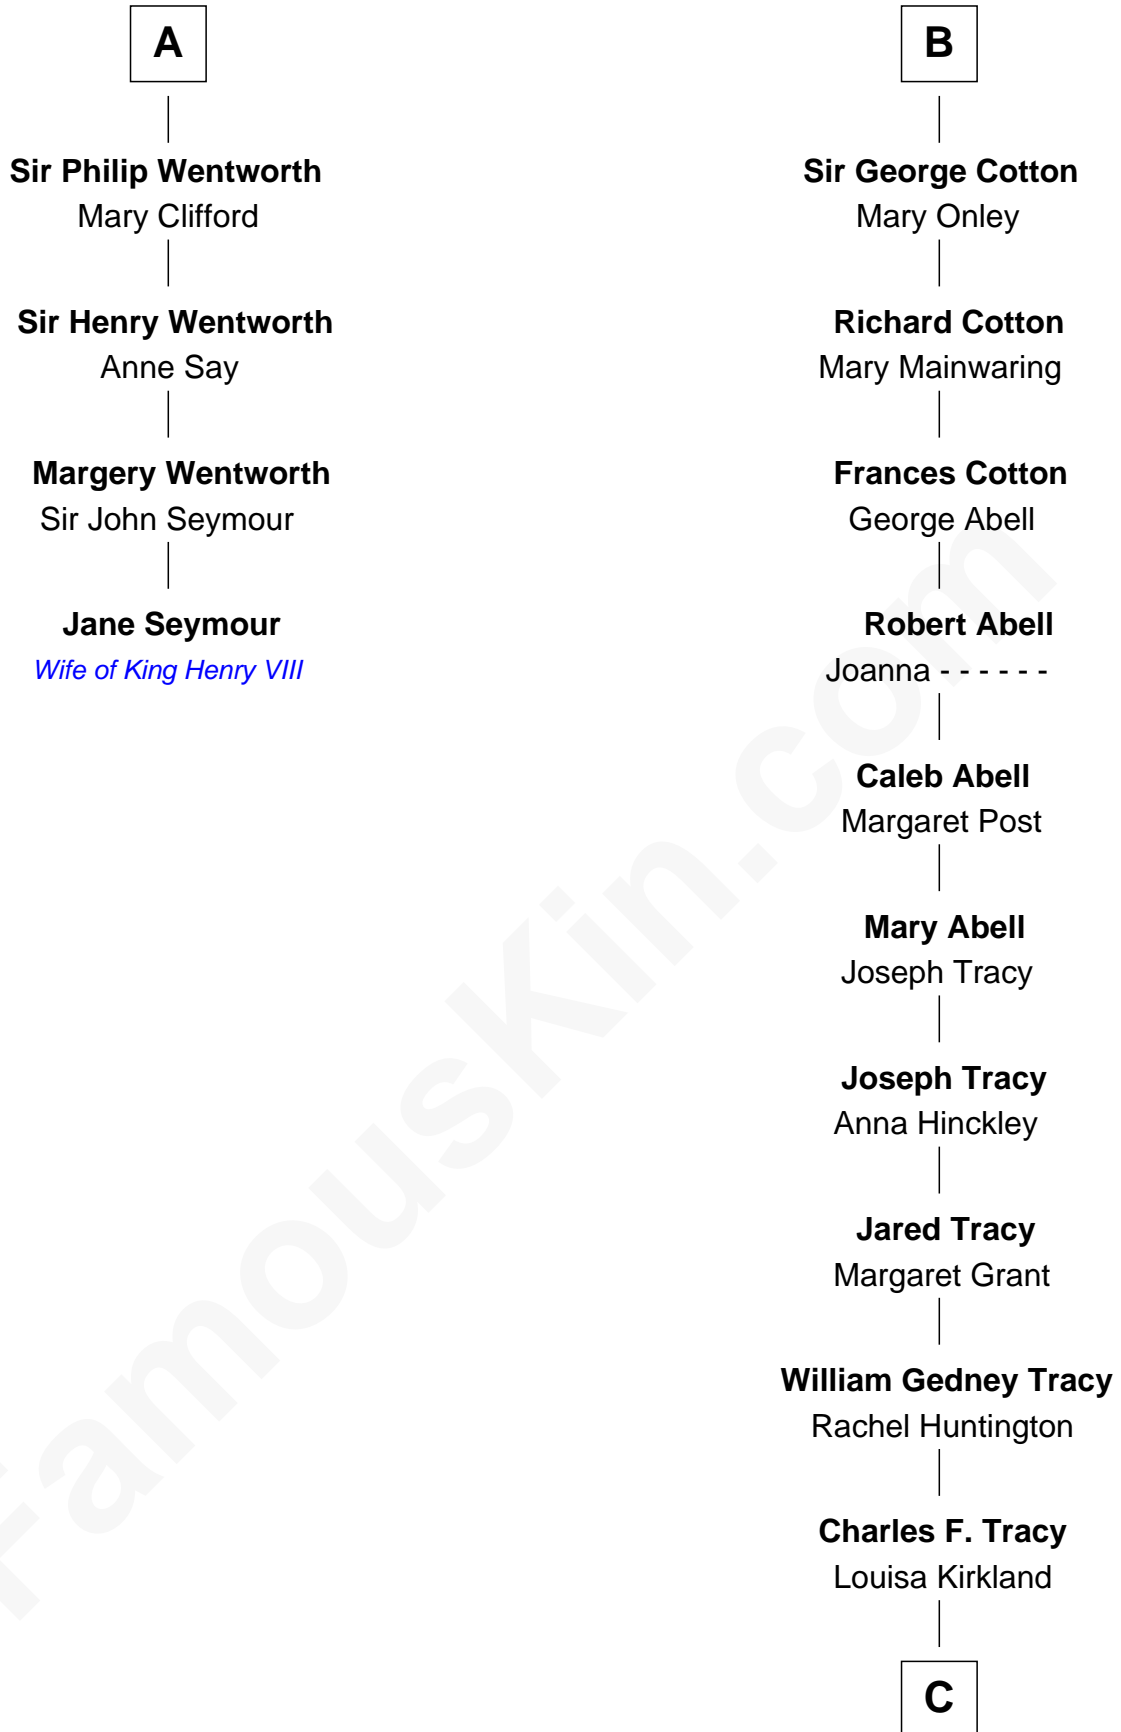 A
Sir Philip Wentworth
Mary Clifford
Sir Henry Wentworth
Anne Say
Margery Wentworth
Sir John Seymour
Jane Seymour
Wife of King Henry VIII
B
Sir George Cotton
Mary Onley
Richard Cotton
Mary Mainwaring
Frances Cotton
George Abell
Robert Abell
Joanna - - - - - -
Caleb Abell
Margaret Post
Mary Abell
Joseph Tracy
Joseph Tracy
Anna Hinckley
Jared Tracy
Margaret Grant
William Gedney Tracy
Rachel Huntington
Charles F. Tracy
Louisa Kirkland
C
FamousKin.com